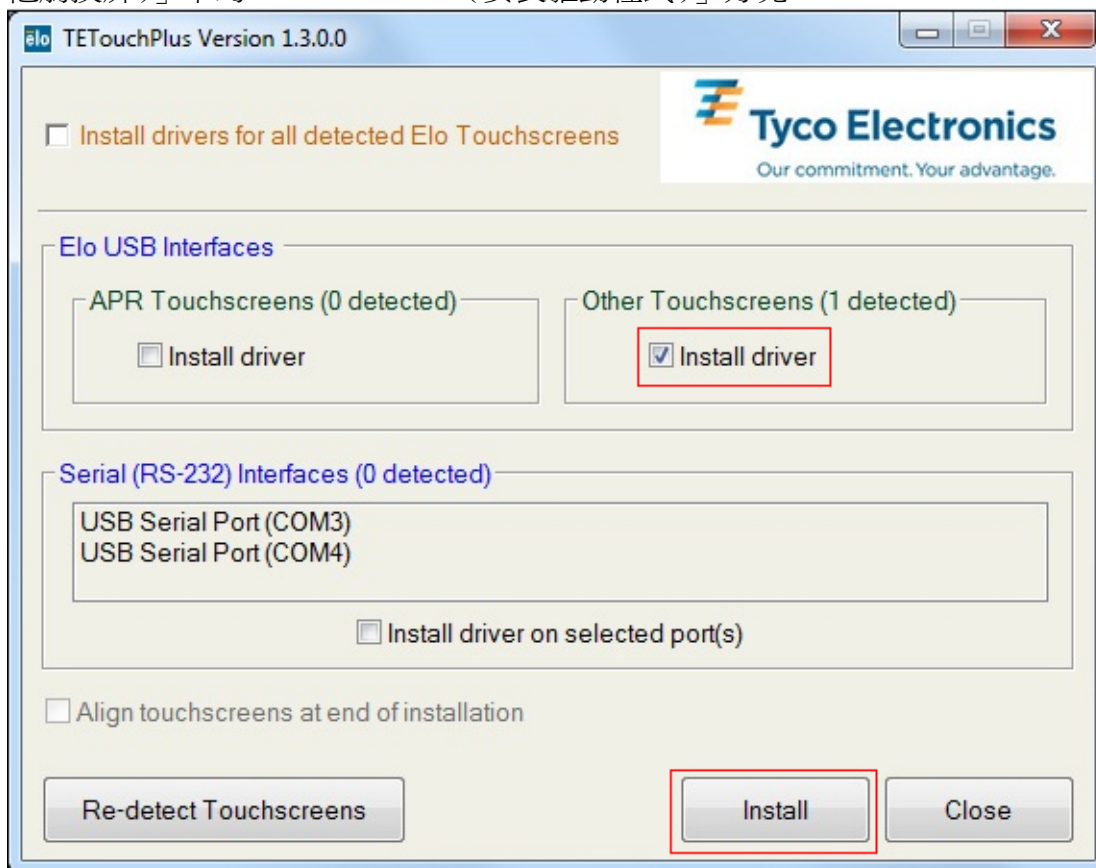 elo TETouchPlus Version 1.3.0.0
Install drivers for all detected Elo Touchscreens
Tyco Electronics
Our commitment. Your advantage.
Elo USB Interfaces
APR Touchscreens (0 detected)
Install driver
Other Touchscreens (1 detected)
Install driver
Serial (RS-232) Interfaces (0 detected)
USB Serial Port (COM3)
USB Serial Port (COM4)
Install driver on selected port(s)
Align touchscreens at end of installation
Re-detect Touchscreens
Install
Close